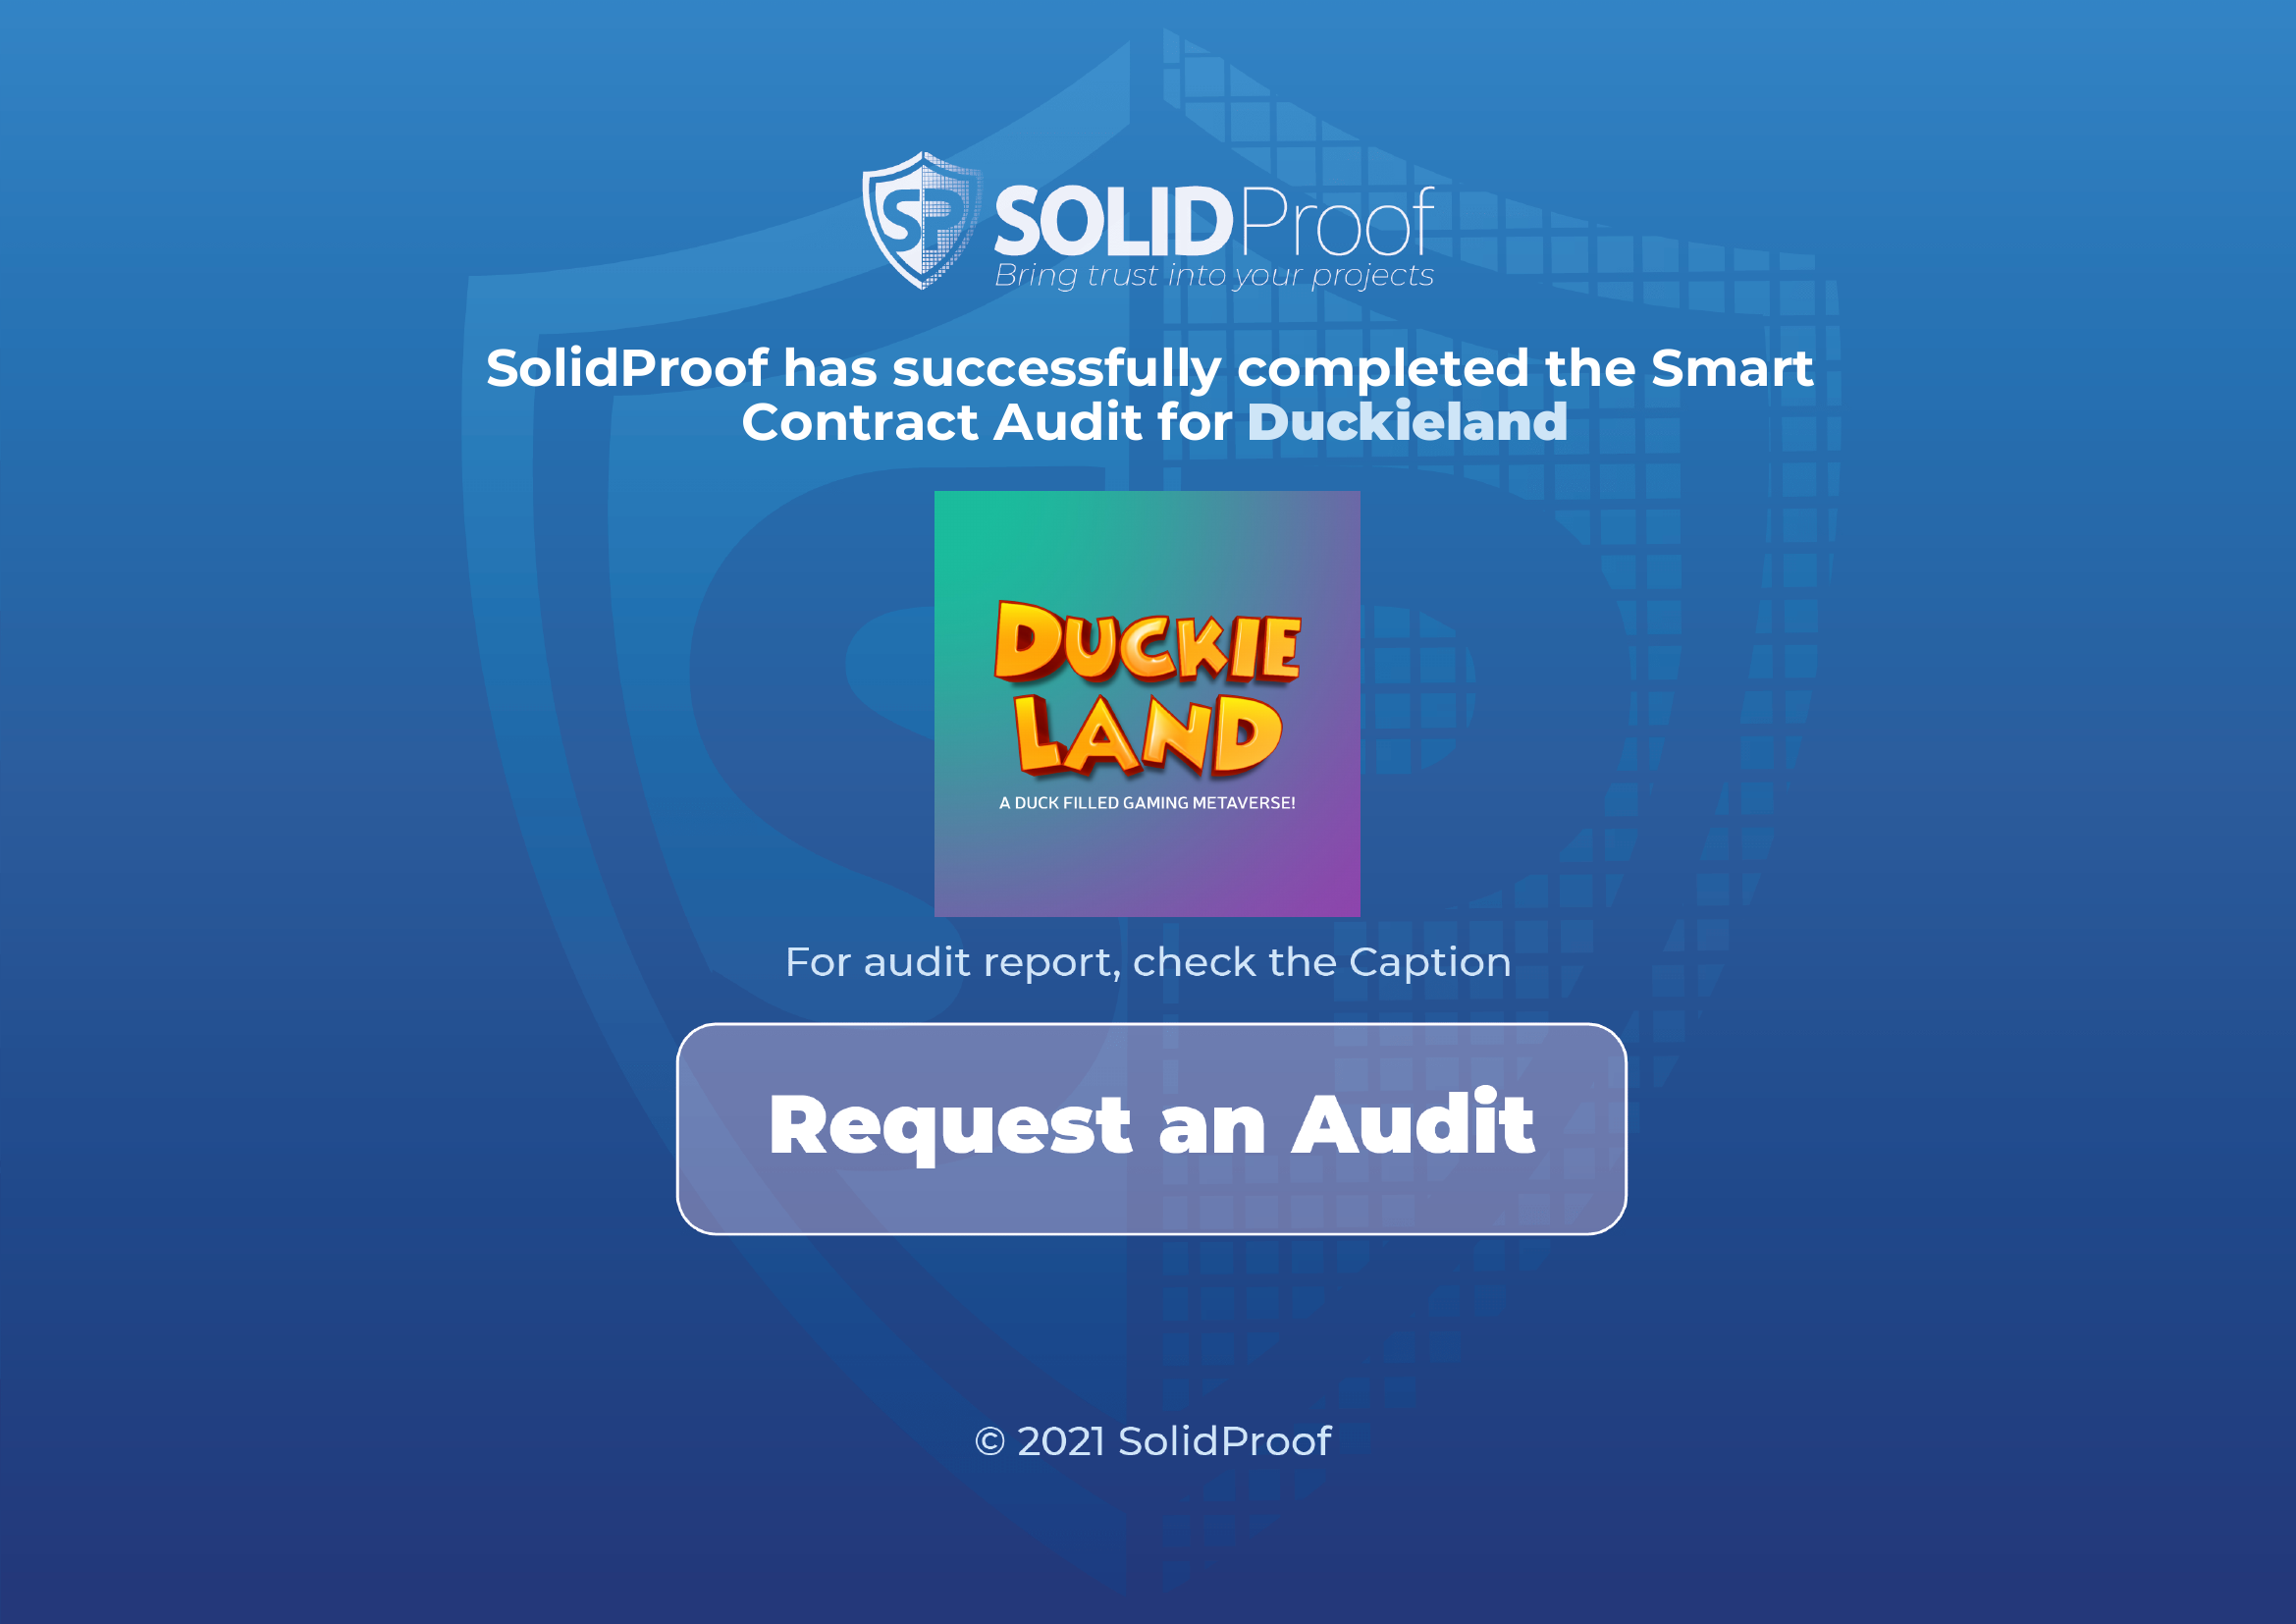 SP SOLIDProof
Bring trust into your projects
SolidProof has successfully completed the Smart
Contract Audit for Duckieland
DUCKIE
LAND
A DUCK FILLED GAMING METAVERSE!
For audit report, check the Caption
Request an Audit
© 2021 SolidProof